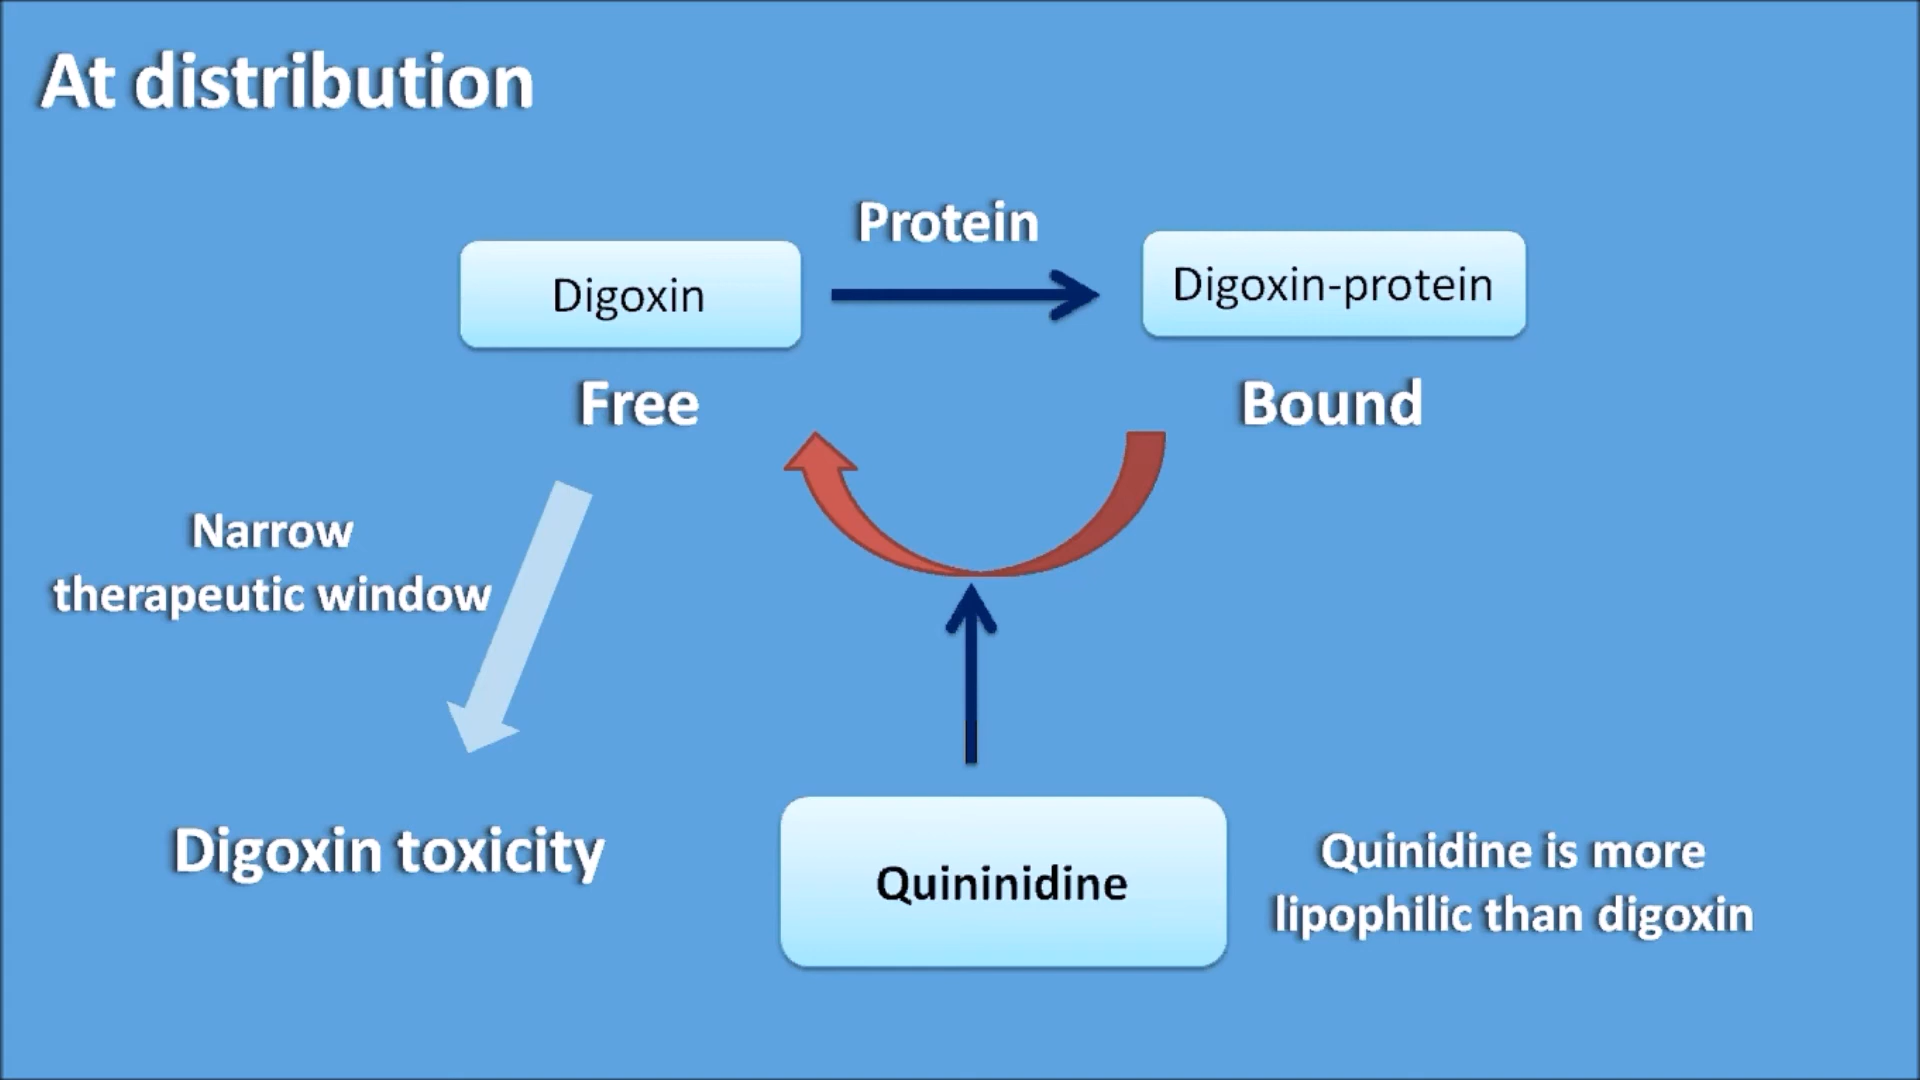 At distribution
Protein
Digoxin
Digoxin-protein
Free
Bound
Narrow
therapeutic window
Digoxin toxicity
Quininidine
Quinidine is more
lipophilic than digoxin